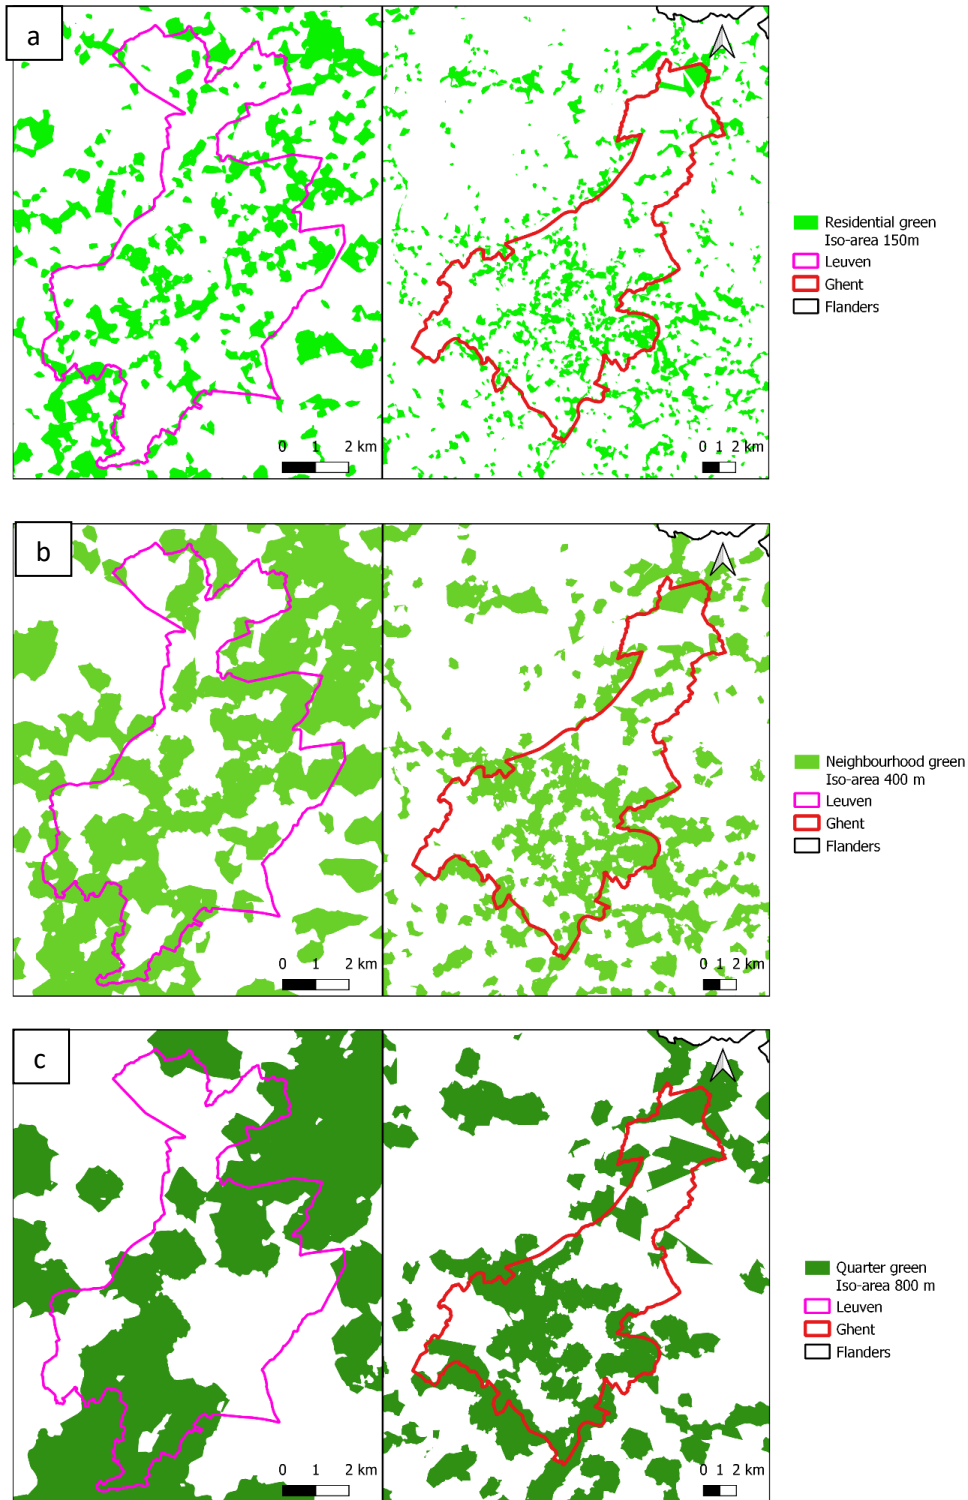 a
0 1 2 km
0 1 2 km
Residential green
Iso-area 150m
Leuven
Ghent
Flanders
b
0 1 2 km
0 1 2 km
Neighbourhood green
Iso-area 400 m
Leuven
Ghent
Flanders
c
0 1 2 km
0 1 2 km
Quarter green
Iso-area 800 m
Leuven
Ghent
Flanders